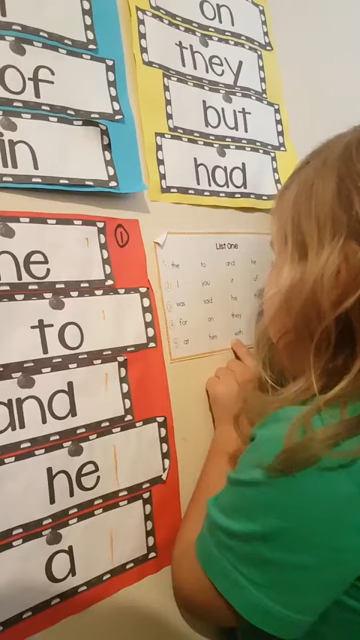 of
in
on
they
but
had
he
to
and
he
a
1
List One
the to and he
I you it of
was said his
for on they
at him with